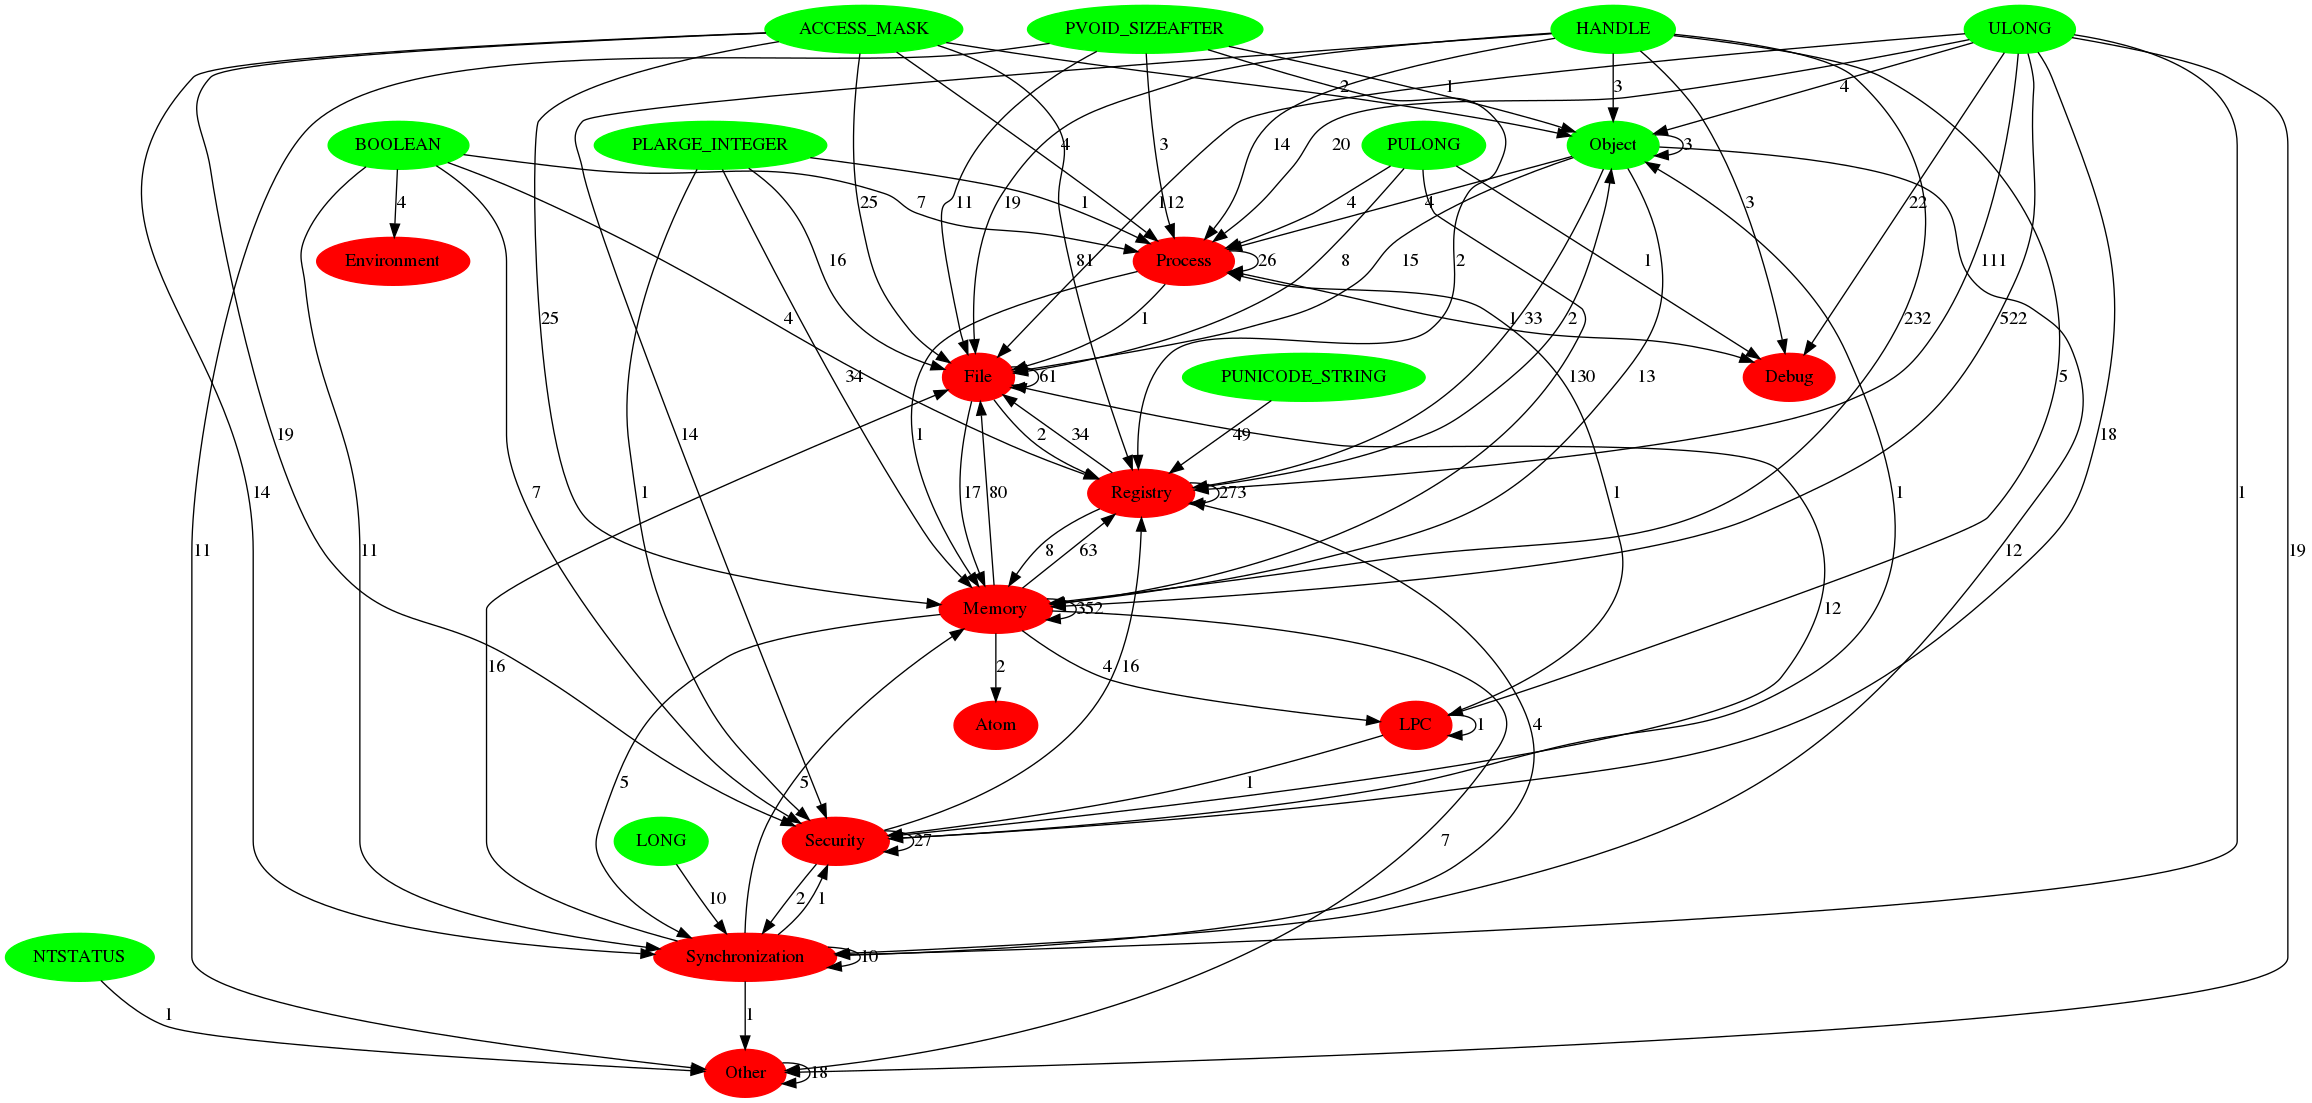 ACCESS_MASK PVOID_SIZEAFTER HANDLE ULONG
2 1 3 4
BOOLEAN PLARGE_INTEGER 4 3 14 20 PULONG Object 3
4 7 1 25 11 19 112 4 4 3 22
Environment 16 81 Process 26 2 8 15 1 111
25 4 1 1 33 2 232 522
34 File 61 PUNICODE_STRING 130 13 Debug 5
19 14 2 34 49 18
14 7 1 11 1 17 80 Registry 273 1 1 1
11 8 63 12 19
Memory 352 12
16 2 4 16
Atom LPC 1 4
5 5 1
LONG Security 27 7
10 2 1
NTSTATUS Synchronization 10
1 1
Other 18